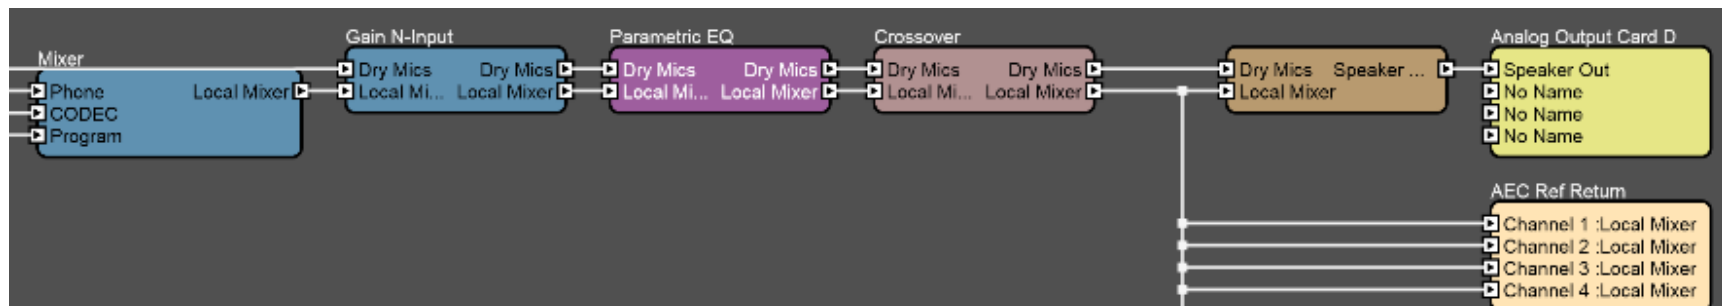 Mixer
Phone Local Mixer
CODEC
Program
Gain N-Input
Dry Mics Dry Mics
Local Mi... Local Mixer
Parametric EQ
Dry Mics Dry Mics
Local Mi... Local Mixer
Crossover
Dry Mics Dry Mics
Local Mi... Local Mixer
Dry Mics Speaker ...
Local Mixer
Analog Output Card D
Speaker Out
No Name
No Name
No Name
AEC Ref Return
Channel 1 :Local Mixer
Channel 2 :Local Mixer
Channel 3 :Local Mixer
Channel 4 :Local Mixer